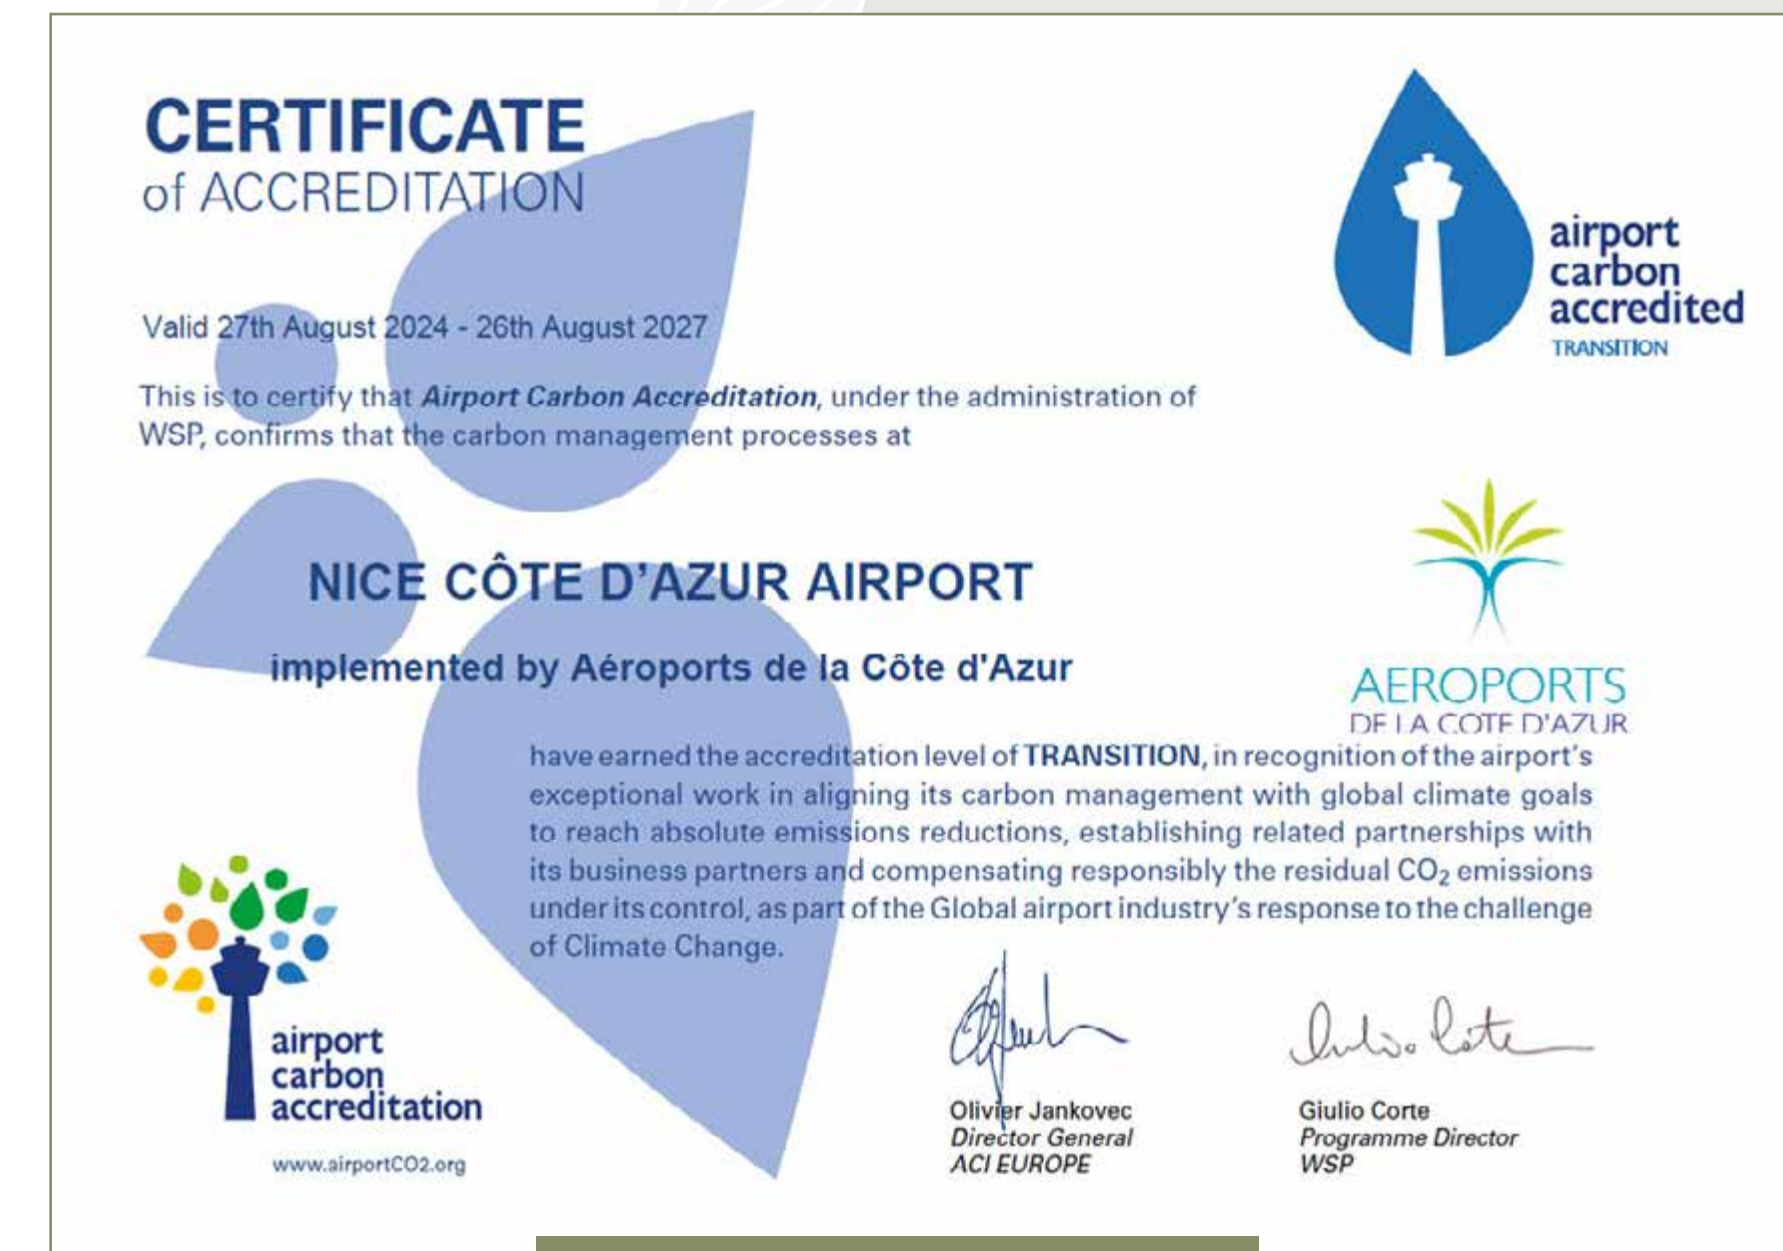 CERTIFICATE
of ACCREDITATION
airport
carbon
accredited
TRANSITION
Valid 27th August 2024 - 26th August 2027
This is to certify that Airport Carbon Accreditation, under the administration of
WSP, confirms that the carbon management processes at
NICE CÔTE D'AZUR AIRPORT
implemented by Aéroports de la Côte d'Azur
AEROPORTS
DE LA COTE D'AZUR
have earned the accreditation level of TRANSITION, in recognition of the airport's
exceptional work in aligning its carbon management with global climate goals
to reach absolute emissions reductions, establishing related partnerships with
its business partners and compensating responsibly the residual CO₂ emissions
under its control, as part of the Global airport industry's response to the challenge
of Climate Change.
airport
carbon
accreditation
www.airportCO2.org
Olivier Jankovec
Director General
ACI EUROPE
Giulio Corte
Programme Director
WSP